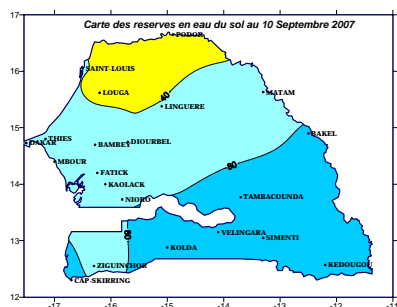 Carte des reserves en eau du sol au 10 Septembre 2007
17
PODOR
SAINT-LOUIS
16
LOUGA
40
MATAM
LINGUERE
15
BAKEL
THIES
DAKAR
BAMBEY
DIOURBEL
MBOUR
80
FATICK
14
KAOLACK
NIORO
TAMBACOUNDA
13
80
VELINGARA
SIMENTI
KOLDA
ZIGUINCHOR
KEDOUGOU
CAP-SKIRRING
12
-17 -16 -15 -14 -13 -12